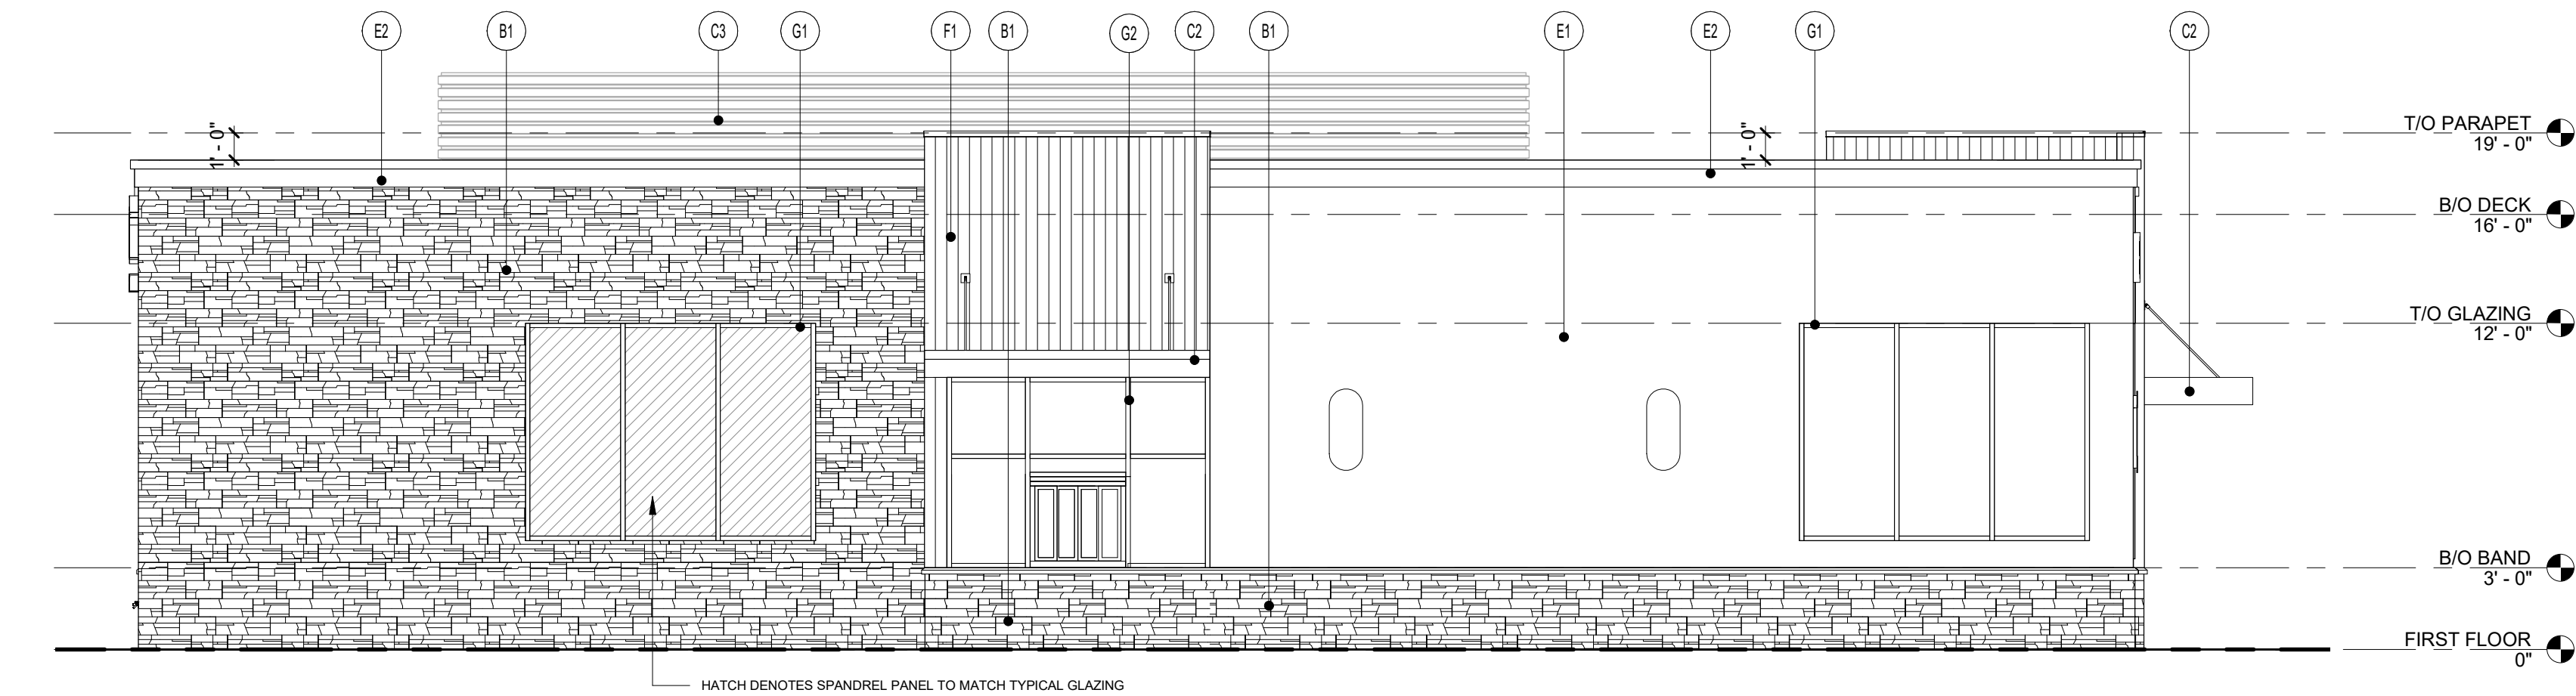 E2 B1 C3 G1 F1 B1 G2 C2 B1 E1 E2 G1 C2
1' - 0"
1' - 0"
T/O PARAPET
19' - 0"
B/O DECK
16' - 0"
T/O GLAZING
12' - 0"
B/O BAND
3' - 0"
FIRST FLOOR
0"
HATCH DENOTES SPANDREL PANEL TO MATCH TYPICAL GLAZING